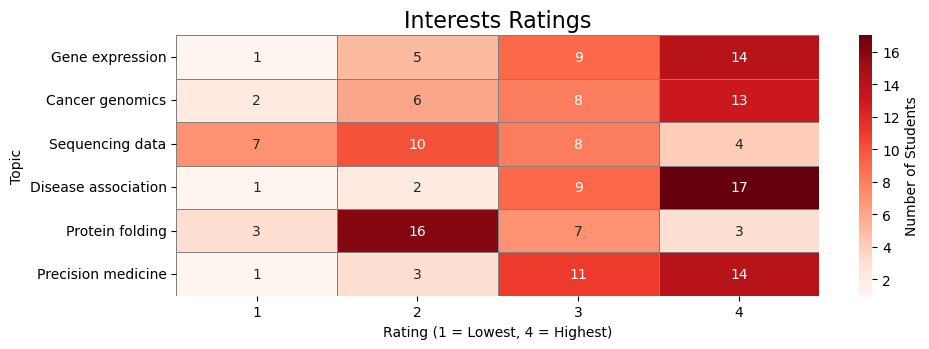 Interests Ratings
Gene expression 1 5 9 14
Cancer genomics 2 6 8 13
Sequencing data 7 10 8 4
Disease association 1 2 9 17
Protein folding 3 16 7 3
Precision medicine 1 3 11 14
1 2 3 4
Rating (1 = Lowest, 4 = Highest)
Topic
16
14
12
10
8
6
4
2
Number of Students